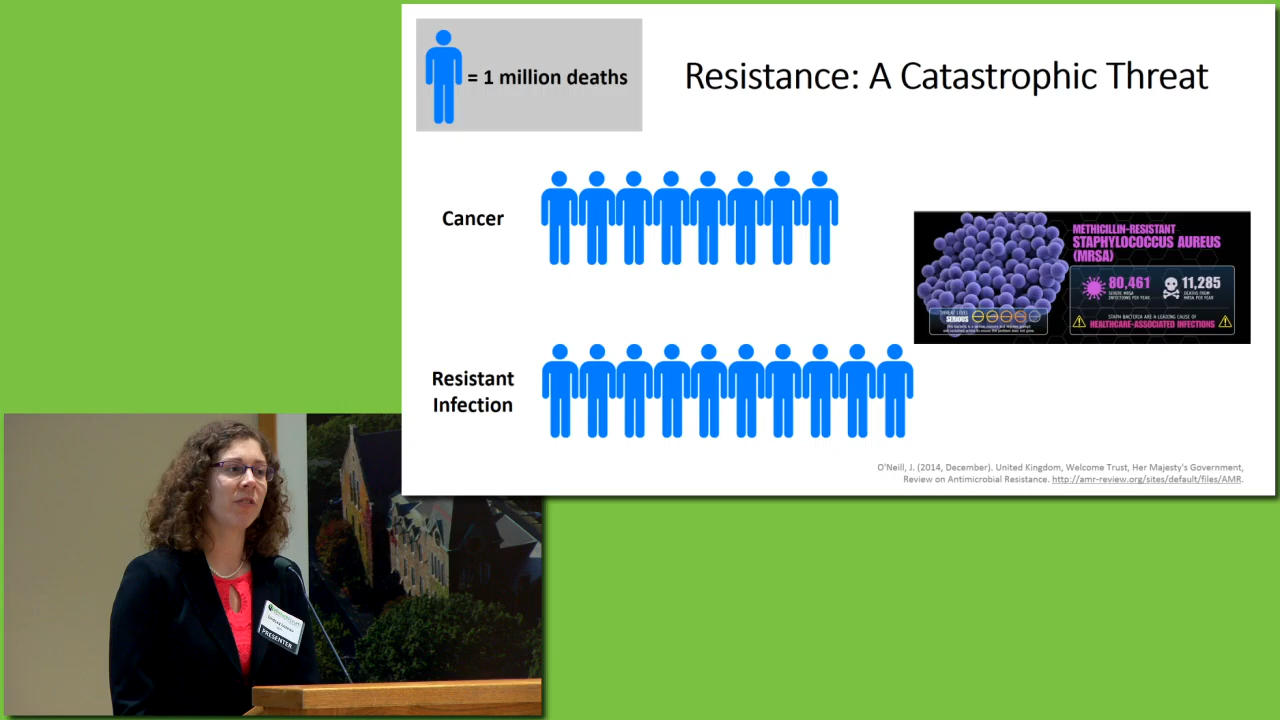 = 1 million deaths
Resistance: A Catastrophic Threat
Cancer
METHICILLIN-RESISTANT
STAPHYLOCOCCUS AUREUS
(MRSA)
80,461
SEVERE MRSA
INFECTIONS PER YEAR
11,285
DEATHS FROM
MRSA PER YEAR
THREAT LEVEL
SERIOUS
STAPH BACTERIA ARE A LEADING CAUSE OF
HEALTHCARE-ASSOCIATED INFECTIONS
Resistant
Infection
O'Neill, J. (2014, December). United Kingdom, Welcome Trust, Her Majesty's Government,
Review on Antimicrobial Resistance. http://amr-review.org/sites/default/files/AMR.
PRESENTER